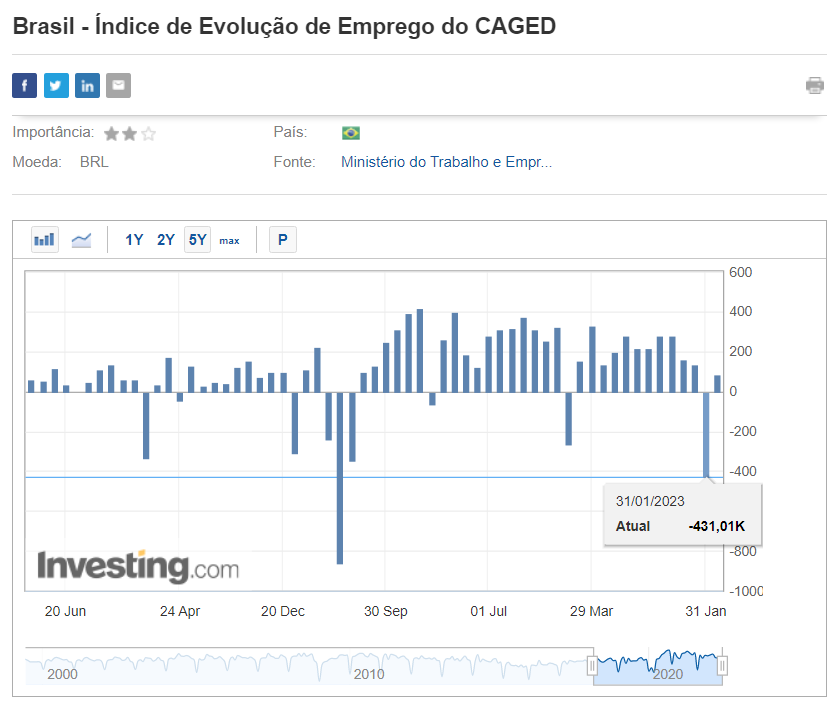 Brasil - Índice de Evolução de Emprego do CAGED
Importância:
País:
Moeda: BRL
Fonte: Ministério do Trabalho e Empr...
1Y 2Y 5Y max P
600
400
200
0
-200
-400
31/01/2023
Atual -431,01K
-800
-1000
Investing.com
20 Jun 24 Apr 20 Dec 30 Sep 01 Jul 29 Mar 31 Jan
2000 2010 2020